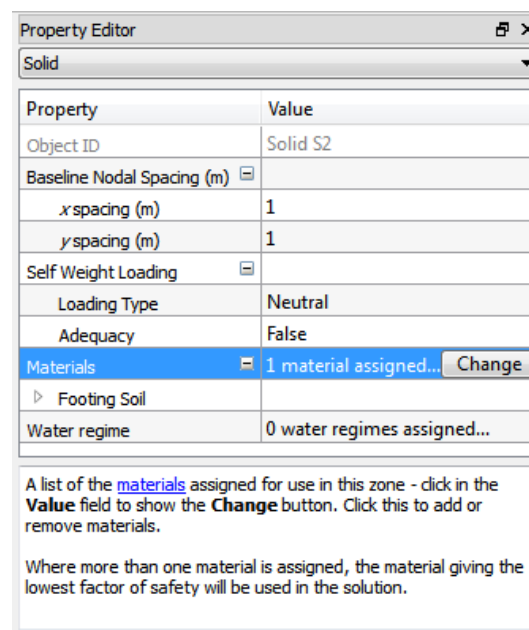 Property Editor
Solid
Property Value
Object ID Solid S2
Baseline Nodal Spacing (m)
x spacing (m) 1
y spacing (m) 1
Self Weight Loading
Loading Type Neutral
Adequacy False
Materials 1 material assigned... Change
Footing Soil
Water regime 0 water regimes assigned...
A list of the materials assigned for use in this zone - click in the
Value field to show the Change button. Click this to add or
remove materials.
Where more than one material is assigned, the material giving the
lowest factor of safety will be used in the solution.